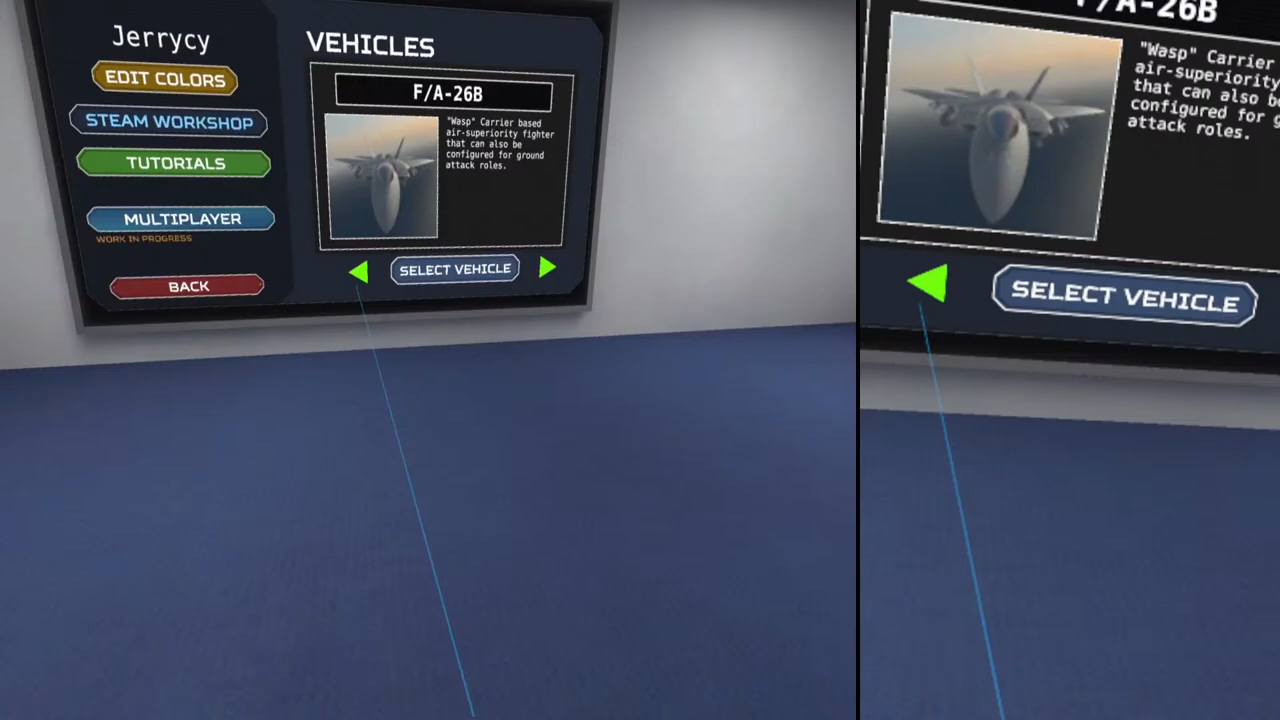 Jerrycy
EDIT COLORS
STEAM WORKSHOP
TUTORIALS
MULTIPLAYER
WORK IN PROGRESS
BACK
VEHICLES
F/A-26B
"Wasp" Carrier based
air-superiority fighter
that can also be
configured for ground
attack roles.
SELECT VEHICLE
F/A-26B
"Wasp" Carrier
air-superiority
that can also be
configured for g
attack roles.
SELECT VEHICLE